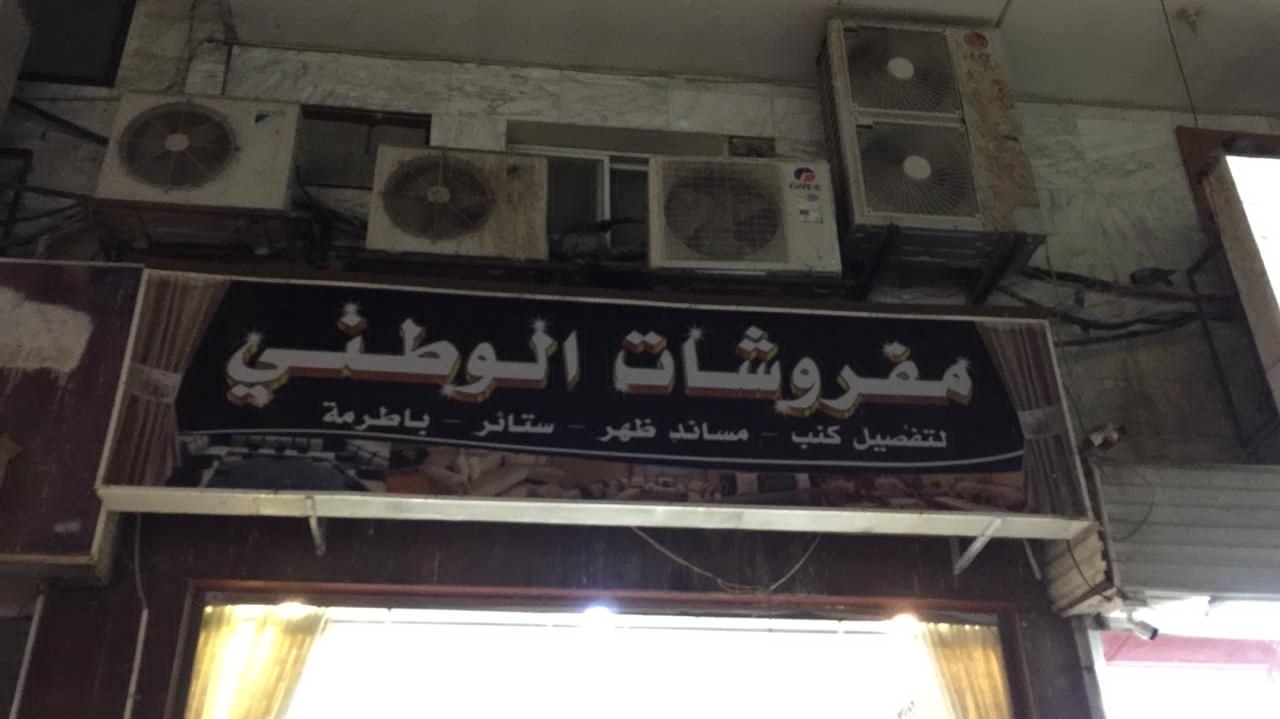 مفروشات الوطني
لتفصيل كنب - مساند ظهر - ستائر - باطرمة